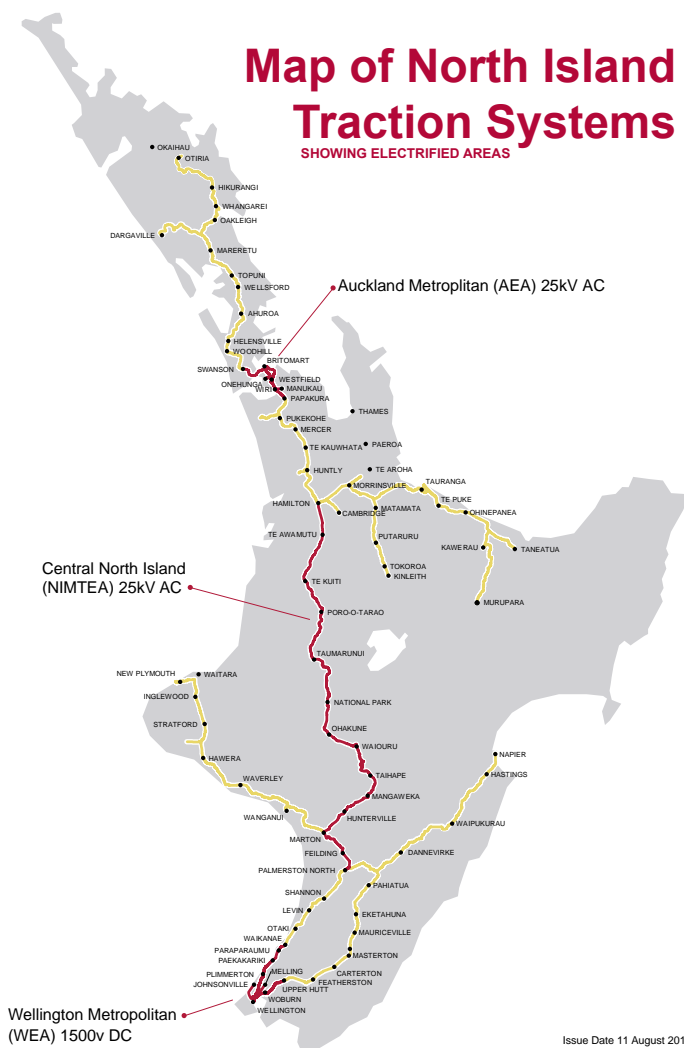 Map of North Island
Traction Systems
SHOWING ELECTRIFIED AREAS
OKAIHAU
OTIRIA
HIKURANGI
WHANGAREI
OAKLEIGH
DARGAVILLE
MARERETU
TOPUNI
WELLSFORD
Auckland Metroplitan (AEA) 25kV AC
AHUROA
HELENSVILLE
WOODHILL
BRITOMART
SWANSON
ONEHUNGA
WESTFIELD
WIRI
MANUKAU
PAPAKURA
THAMES
PUKEKOHE
MERCER
TE KAUWHATA
PAEROA
HUNTLY
TE AROHA
MORRINSVILLE
TAURANGA
HAMILTON
TE PUKE
CAMBRIDGE
MATAMATA
OHINEPANEA
TE AWAMUTU
PUTARURU
KAWERAU
TANEATUA
Central North Island
(NIMTEA) 25kV AC
TOKOROA
KINLEITH
TE KUITI
MURUPARA
PORO-O-TARAO
TAUMARUNUI
NEW PLYMOUTH
WAITARA
INGLEWOOD
NATIONAL PARK
STRATFORD
OHAKUNE
WAIOURU
HAWERA
NAPIER
TAIHAPE
HASTINGS
WAVERLEY
MANGAWEKA
WANGANUI
HUNTERVILLE
WAIPUKURAU
MARTON
FEILDING
DANNEVIRKE
PALMERSTON NORTH
PAHIATUA
SHANNON
LEVIN
EKETAHUNA
OTAKI
MAURICEVILLE
WAIKANAE
PARAPARAUMU
MASTERTON
PAEKAKARIKI
CARTERTON
PLIMMERTON
MELLING
FEATHERSTON
JOHNSONVILLE
UPPER HUTT
WOBURN
WELLINGTON
Wellington Metropolitan
(WEA) 1500v DC
Issue Date 11 August 201